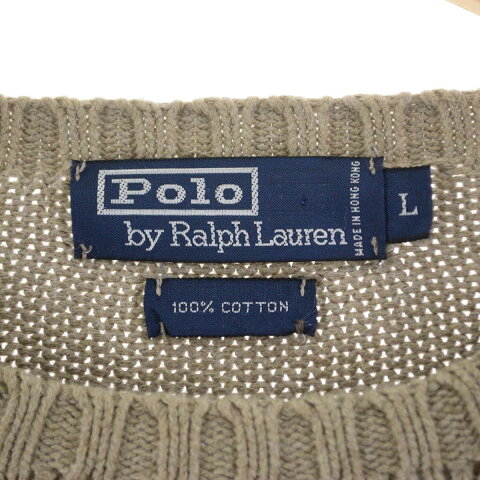 Polo
by Ralph Lauren
MADE IN HONG KONG
L
100% COTTON